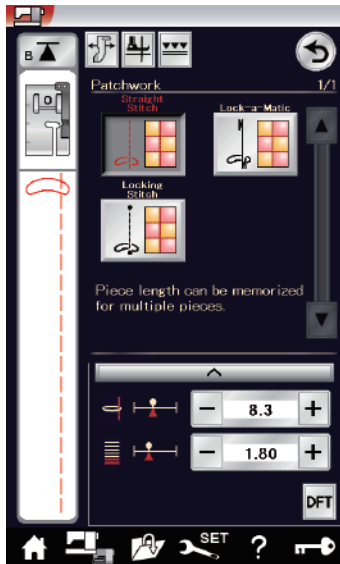 B
Patchwork 1/1
Straight
Stitch
Lock-a-Matic
Locking
Stitch
Piece length can be memorized
for multiple pieces.
− 8.3 +
− 1.80 +
DFT
SET
?